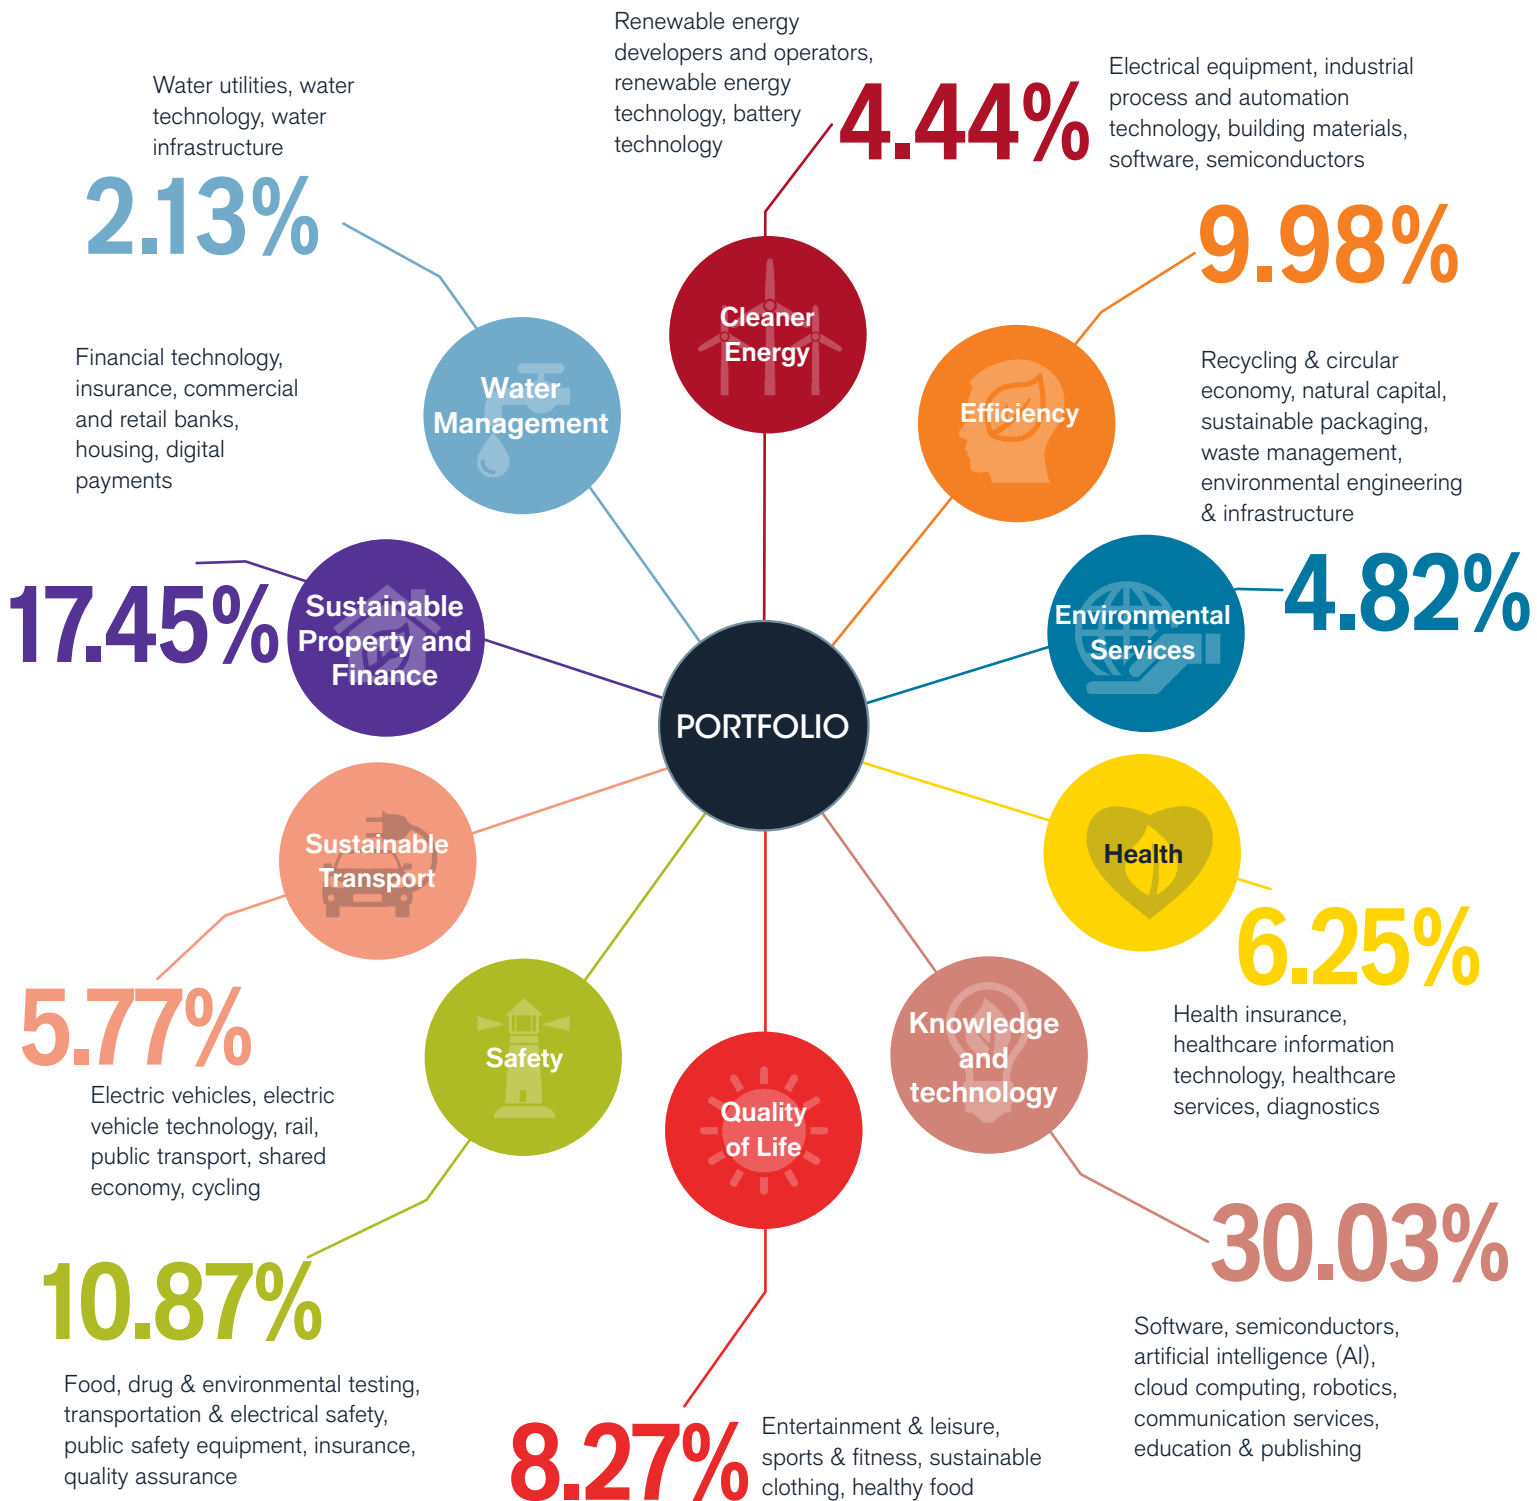 Renewable energy
developers and operators,
renewable energy
technology, battery
technology
4.44%
Cleaner
Energy
Electrical equipment, industrial
process and automation
technology, building materials,
software, semiconductors
9.98%
Efficiency
Recycling & circular
economy, natural capital,
sustainable packaging,
waste management,
environmental engineering
& infrastructure
4.82%
Environmental
Services
Health
6.25%
Health insurance,
healthcare information
technology, healthcare
services, diagnostics
Knowledge
and
technology
30.03%
Software, semiconductors,
artificial intelligence (AI),
cloud computing, robotics,
communication services,
education & publishing
Quality
of Life
8.27%
Entertainment & leisure,
sports & fitness, sustainable
clothing, healthy food
Safety
10.87%
Food, drug & environmental testing,
transportation & electrical safety,
public safety equipment, insurance,
quality assurance
Sustainable
Transport
5.77%
Electric vehicles, electric
vehicle technology, rail,
public transport, shared
economy, cycling
Financial technology,
insurance, commercial
and retail banks,
housing, digital
payments
17.45%
Sustainable
Property and
Finance
Water utilities, water
technology, water
infrastructure
2.13%
Water
Management
PORTFOLIO